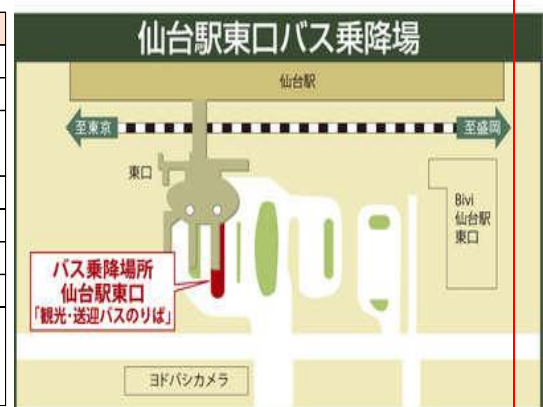 仙台駅東口バス乗降場
仙台駅
至東京
至盛岡
東口
Bivi
仙台駅
東口
バス乗降場所
仙台駅東口
「観光・送迎バスのりば」
ヨドバシカメラ